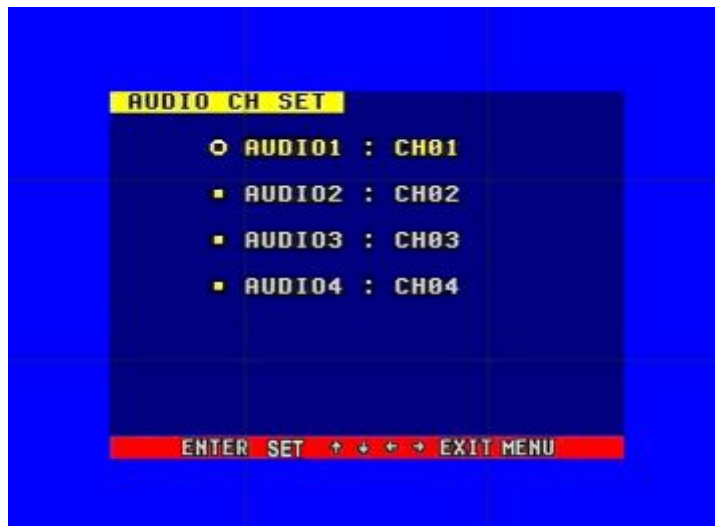 AUDIO CH SET
AUDIO1 : CH01
AUDIO2 : CH02
AUDIO3 : CH03
AUDIO4 : CH04
ENTER SET ↑ ↓ ← → EXIT MENU